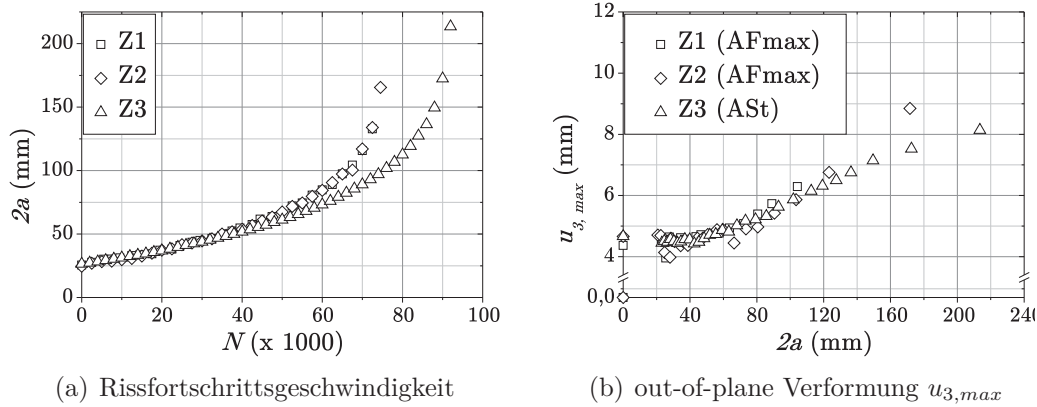 225
200
150
100
50
0
0
20
40
60
80
100
2a (mm)
N (x 1000)
Z1
Z2
Z3
(a) Rissfortschrittsgeschwindigkeit
12
10
8
6
4
0,0
0
40
80
120
160
200
240
u3, max (mm)
2a (mm)
Z1 (AFmax)
Z2 (AFmax)
Z3 (ASt)
(b) out-of-plane Verformung u3,max